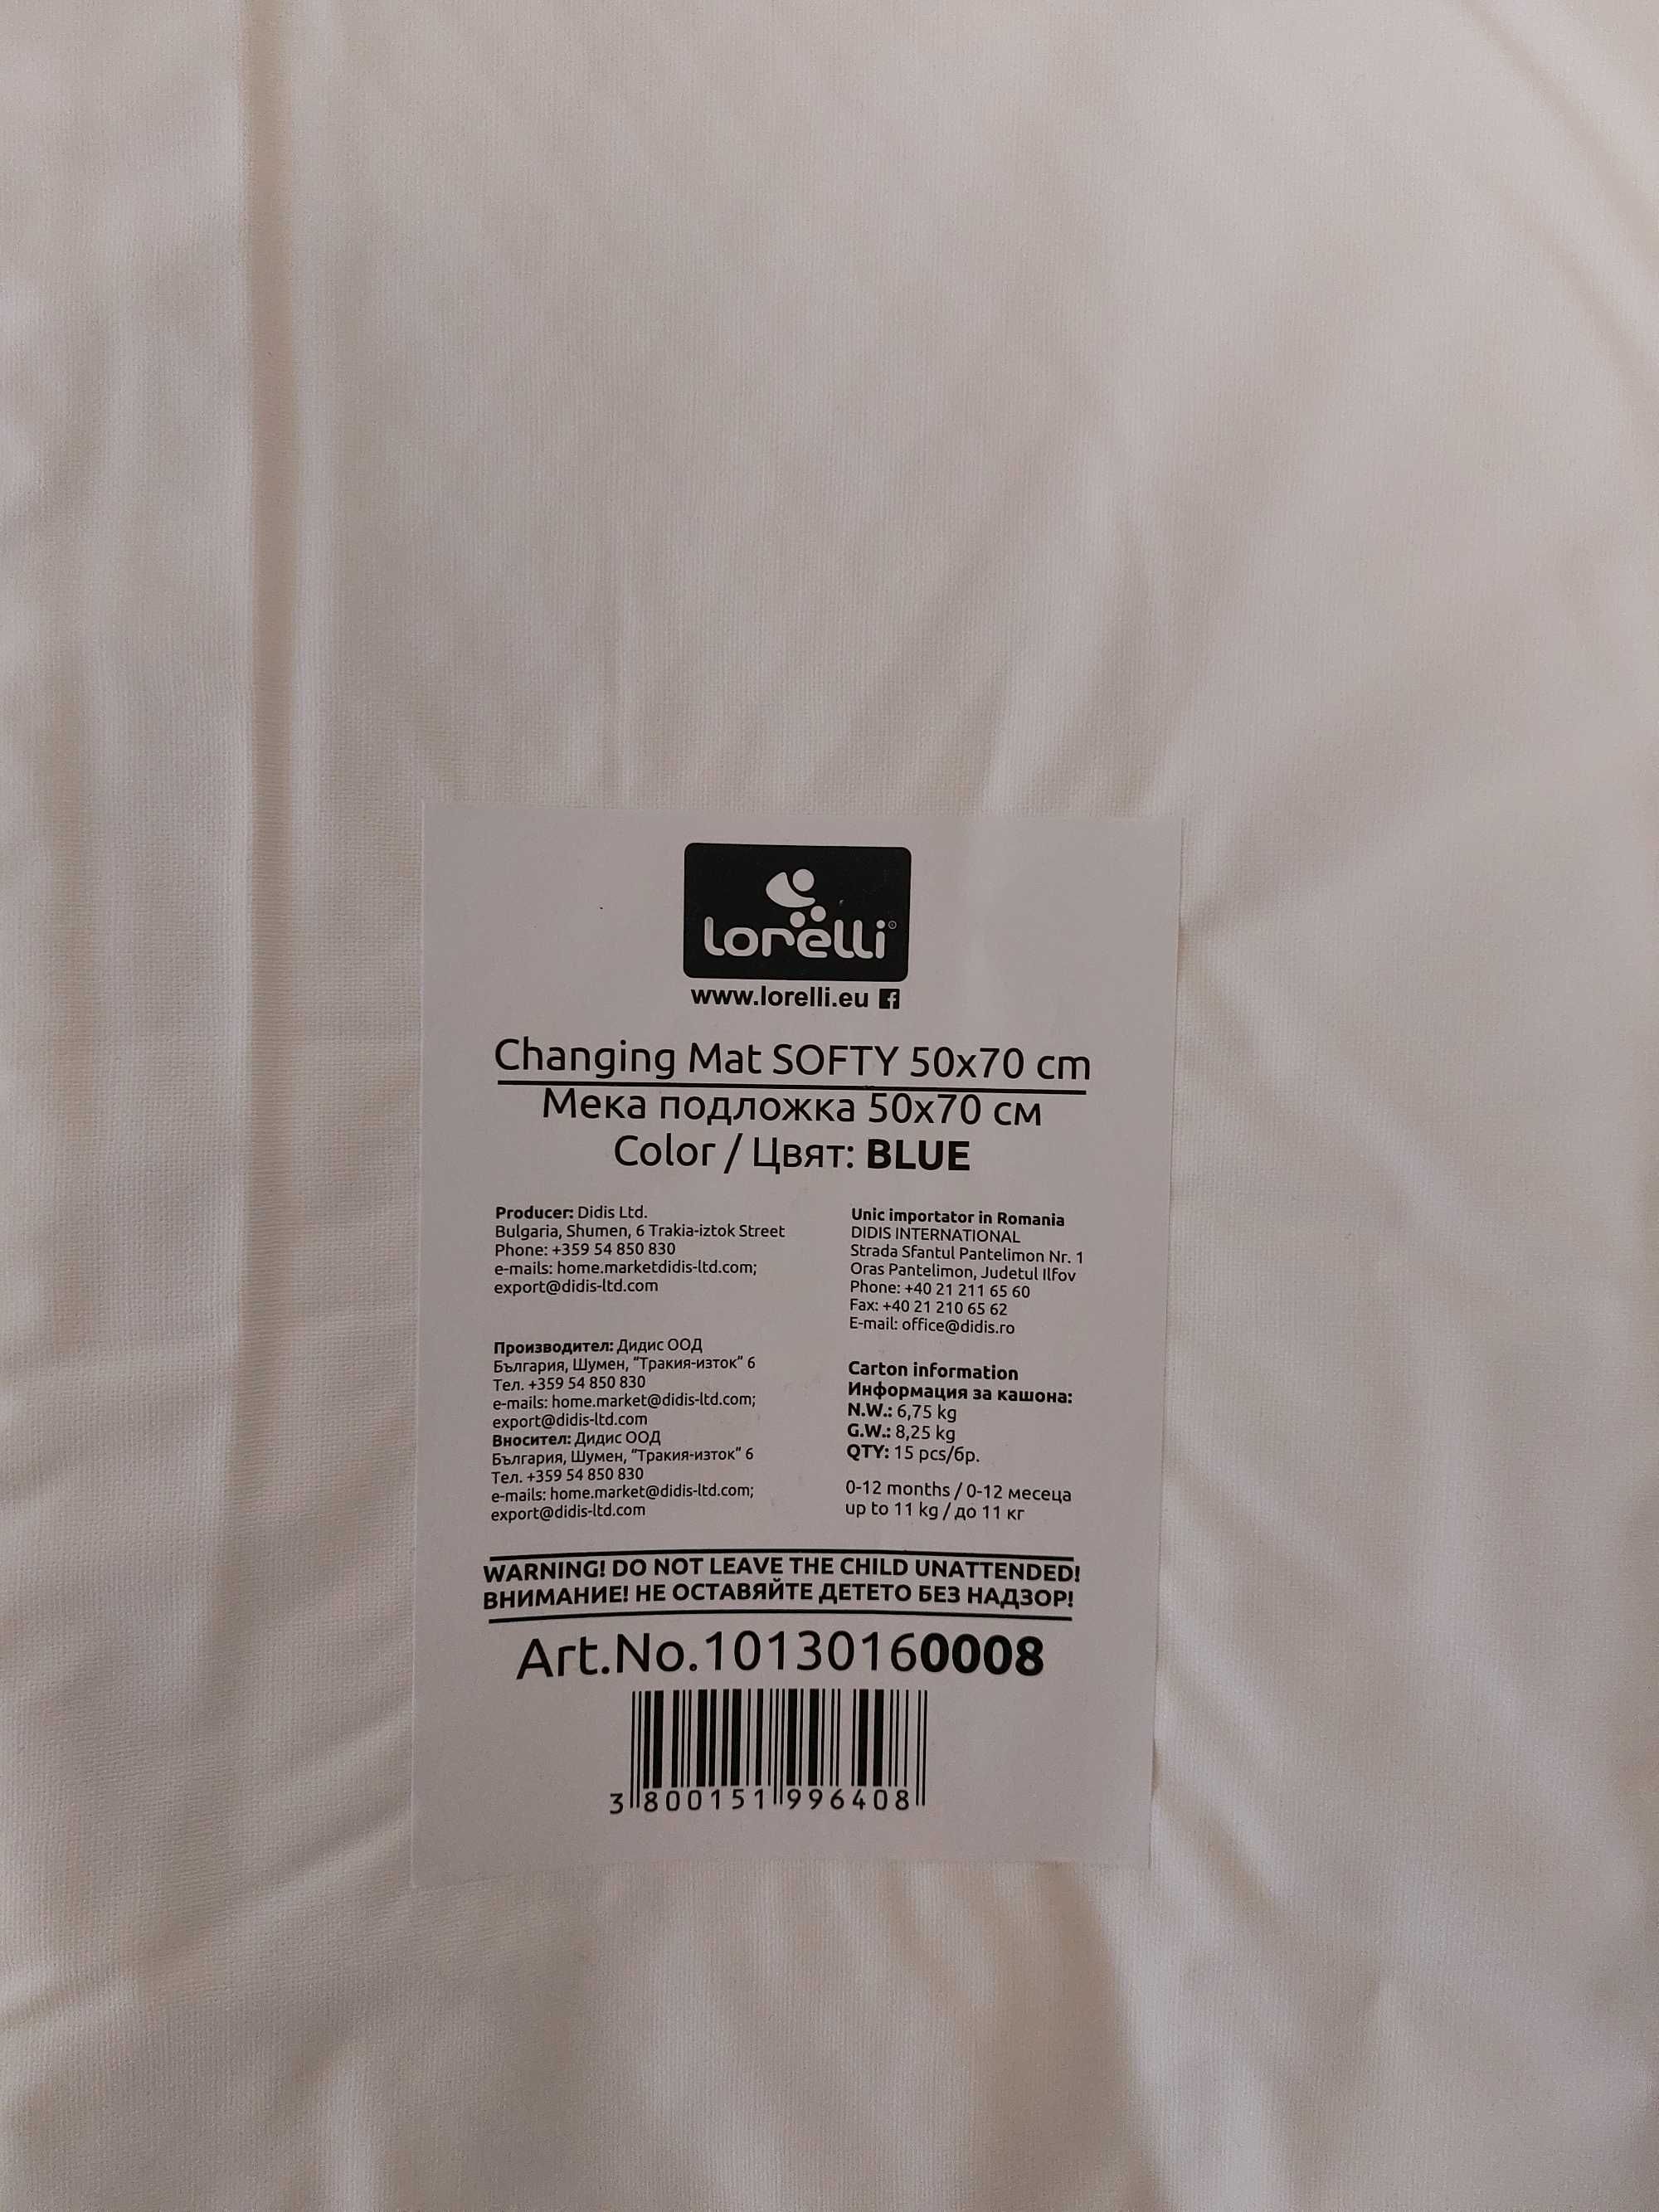 lorelli®
www.lorelli.eu
Changing Mat SOFTY 50x70 cm
Мека подложка 50x70 см
Color / Цвят: BLUE
Producer: Didis Ltd.
Bulgaria, Shumen, 6 Trakia-iztok Street
Phone: +359 54 850 830
e-mails: home.marketdidis-ltd.com;
export@didis-ltd.com
Производител: Дидис ООД
България, Шумен, “Тракия-изток” 6
Тел. +359 54 850 830
e-mails: home.market@didis-ltd.com;
export@didis-ltd.com
Вносител: Дидис ООД
България, Шумен, “Тракия-изток” 6
Тел. +359 54 850 830
e-mails: home.market@didis-ltd.com;
export@didis-ltd.com
Unic importator in Romania
DIDIS INTERNATIONAL
Strada Sfantul Pantelimon Nr. 1
Oras Pantelimon, Judetul Ilfov
Phone: +40 21 211 65 60
Fax: +40 21 210 65 62
E-mail: office@didis.ro
Carton information
Информация за кашона:
N.W.: 6,75 kg
G.W.: 8,25 kg
QTY: 15 pcs/бр.
0-12 months / 0-12 месеца
up to 11 kg / до 11 кг
WARNING! DO NOT LEAVE THE CHILD UNATTENDED!
ВНИМАНИЕ! НЕ ОСТАВЯЙТЕ ДЕТЕТО БЕЗ НАДЗОР!
Art.No.10130160008
3 800151 996408